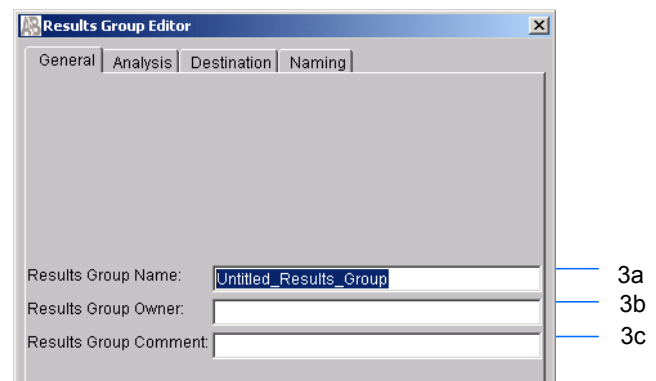 AB Results Group Editor
General Analysis Destination Naming
Results Group Name: Untitled_Results_Group 3a
Results Group Owner: 3b
Results Group Comment: 3c